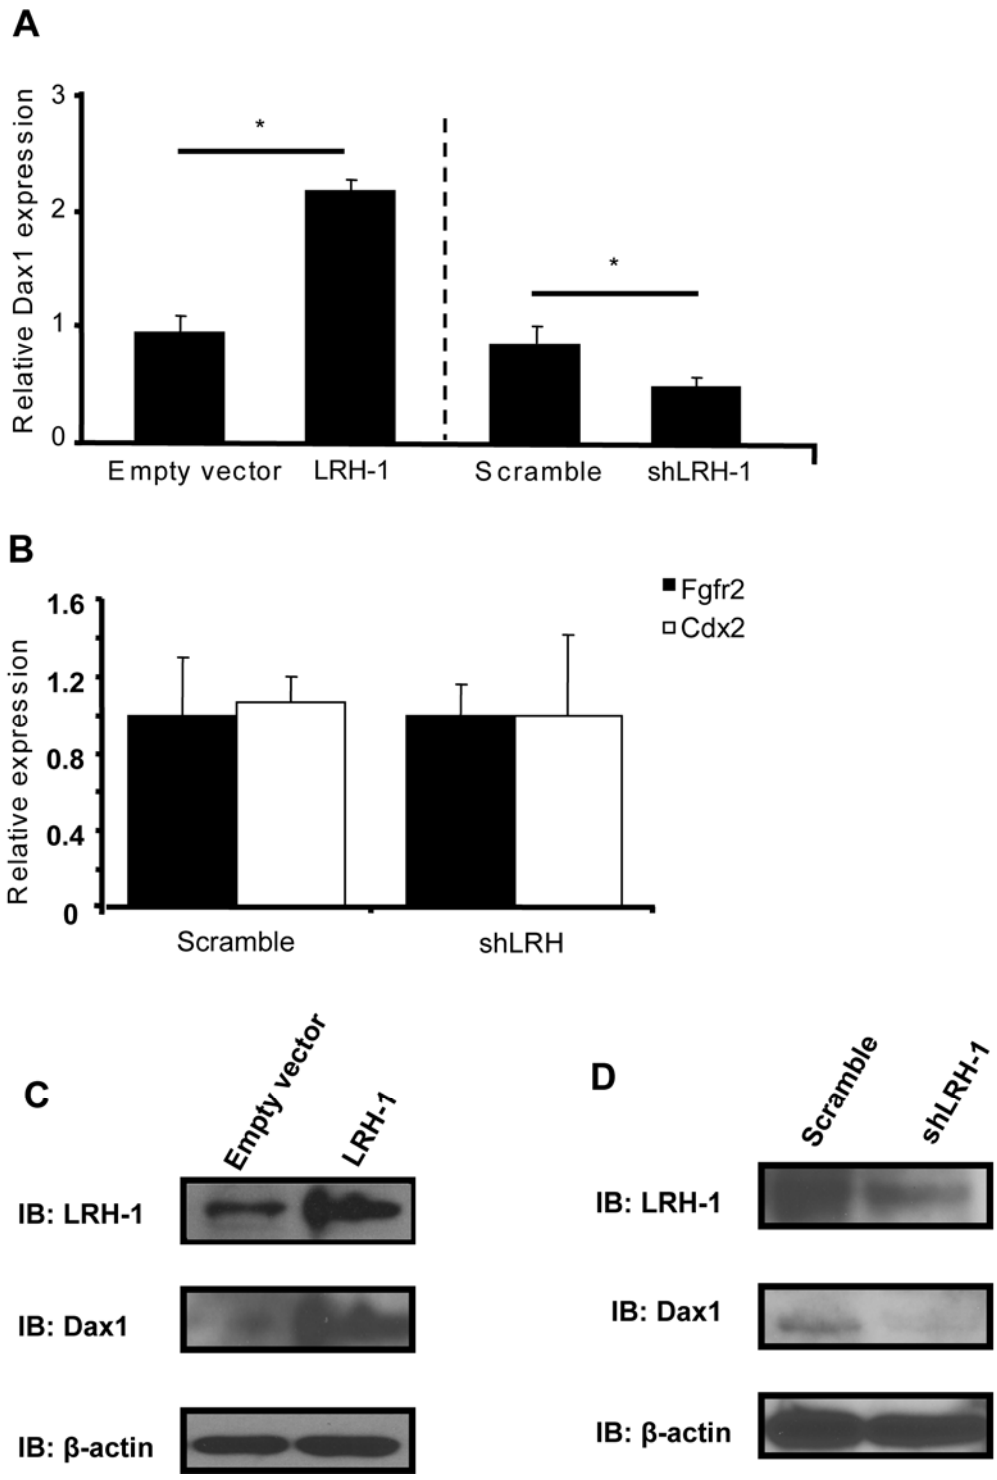 A
Relative Dax1 expression
3
2
1
0
*
*
Empty vector
LRH-1
Scramble
shLRH-1
B
Relative expression
1.6
1.2
0.8
0.4
0
Fgfr2
Cdx2
Scramble
shLRH
C
Empty vector
LRH-1
IB: LRH-1
IB: Dax1
IB: β-actin
D
Scramble
shLRH-1
IB: LRH-1
IB: Dax1
IB: β-actin